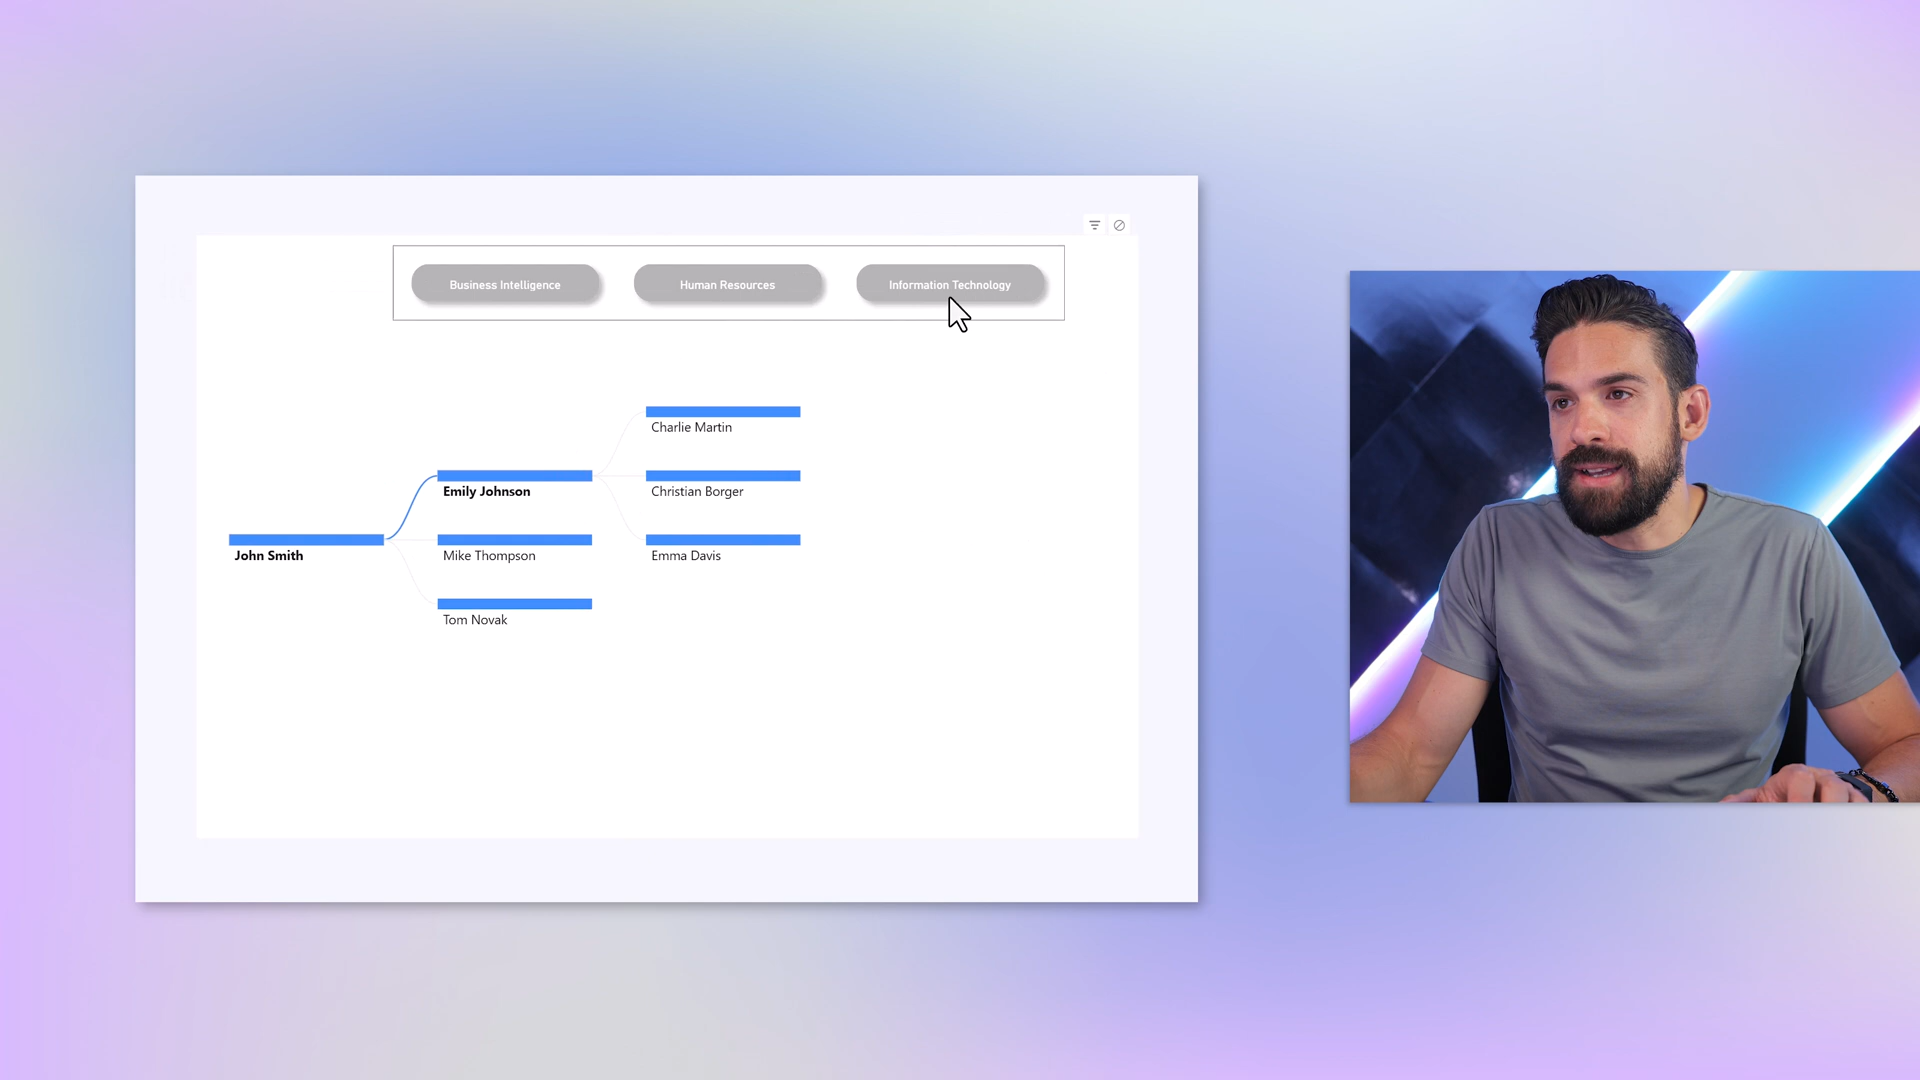 Business Intelligence
Human Resources
Information Technology
Charlie Martin
Emily Johnson
Christian Borger
John Smith
Mike Thompson
Emma Davis
Tom Novak